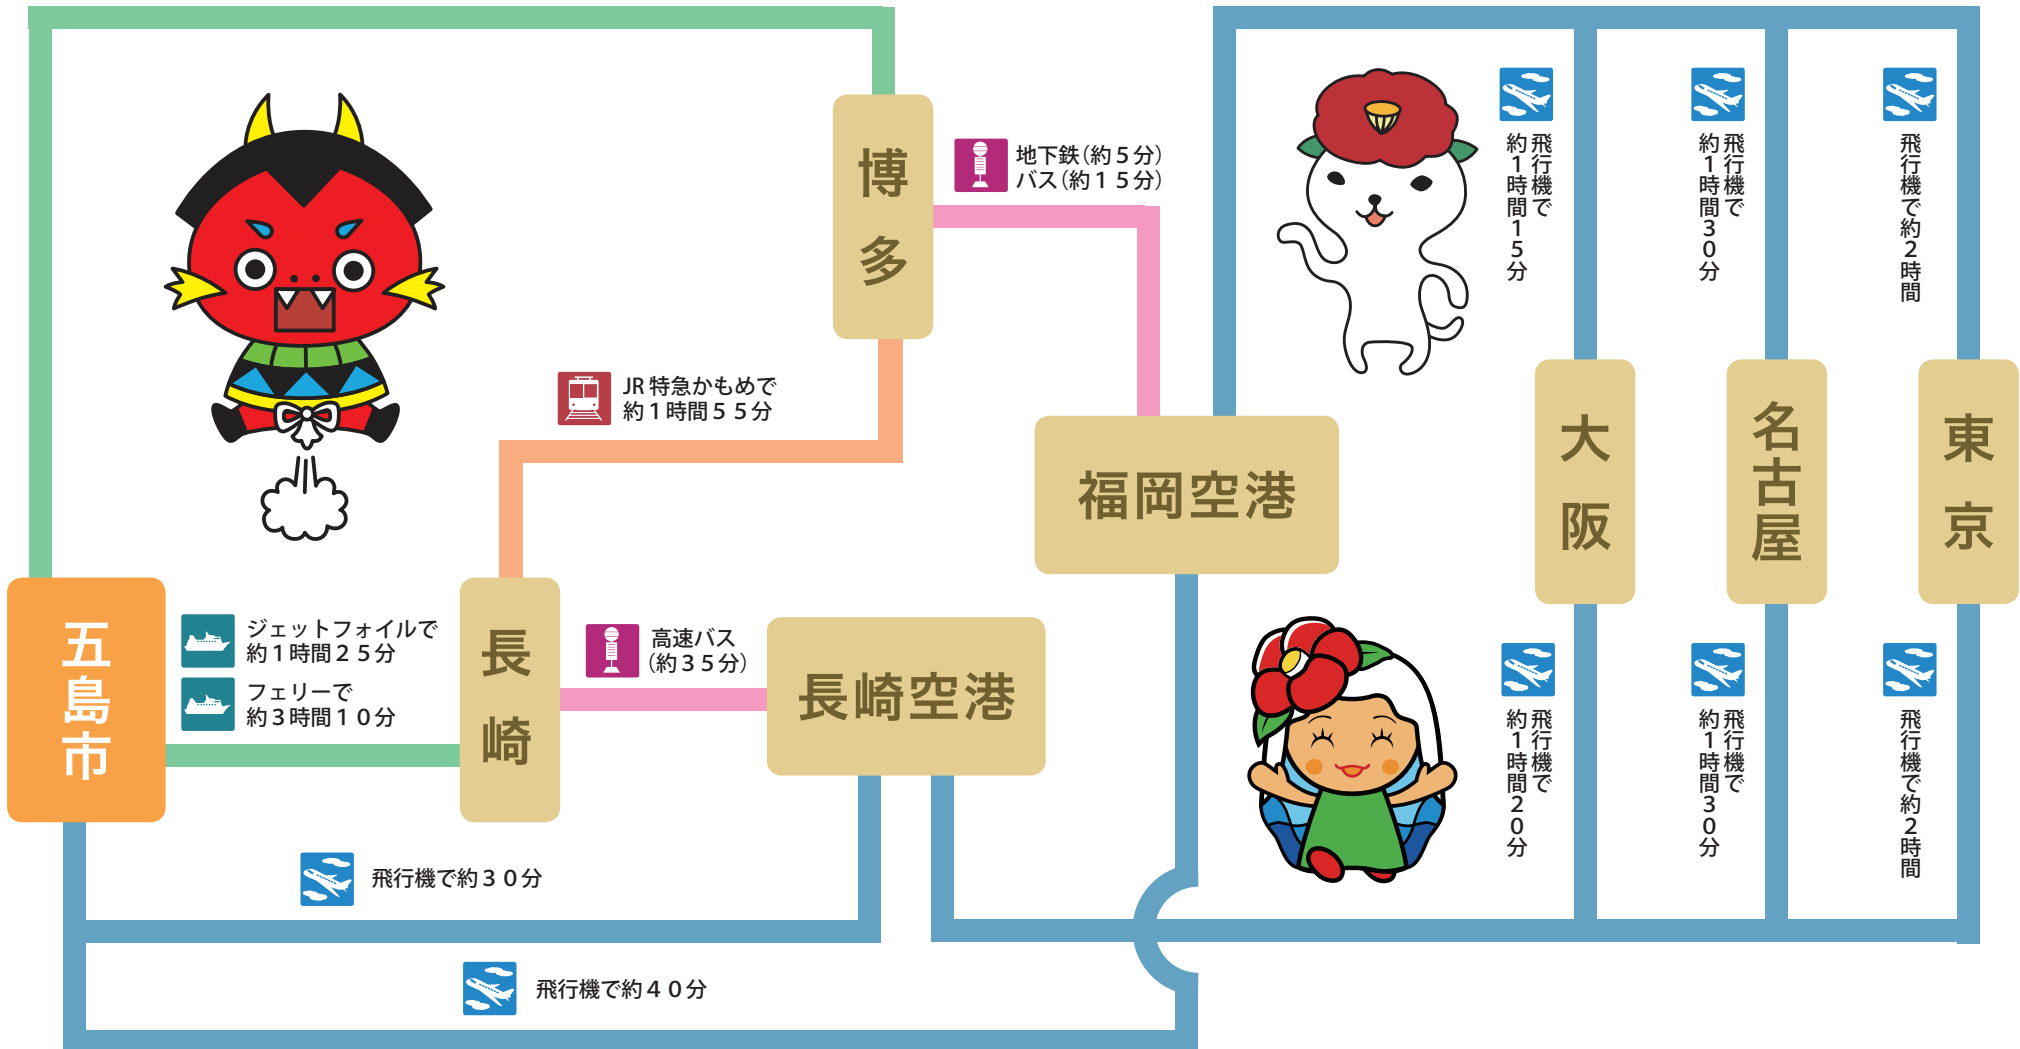 博多
地下鉄（約５分）
バス（約１５分）
飛行機で
約1時間15分
飛行機で
約1時間30分
飛行機で約2時間
JR 特急かもめで
約１時間５５分
福岡空港
大阪
名古屋
東京
五島市
ジェットフォイルで
約１時間２５分
フェリーで
約３時間１０分
長崎
高速バス
（約３５分）
長崎空港
飛行機で
約1時間20分
飛行機で
約1時間30分
飛行機で約2時間
飛行機で約３０分
飛行機で約４０分